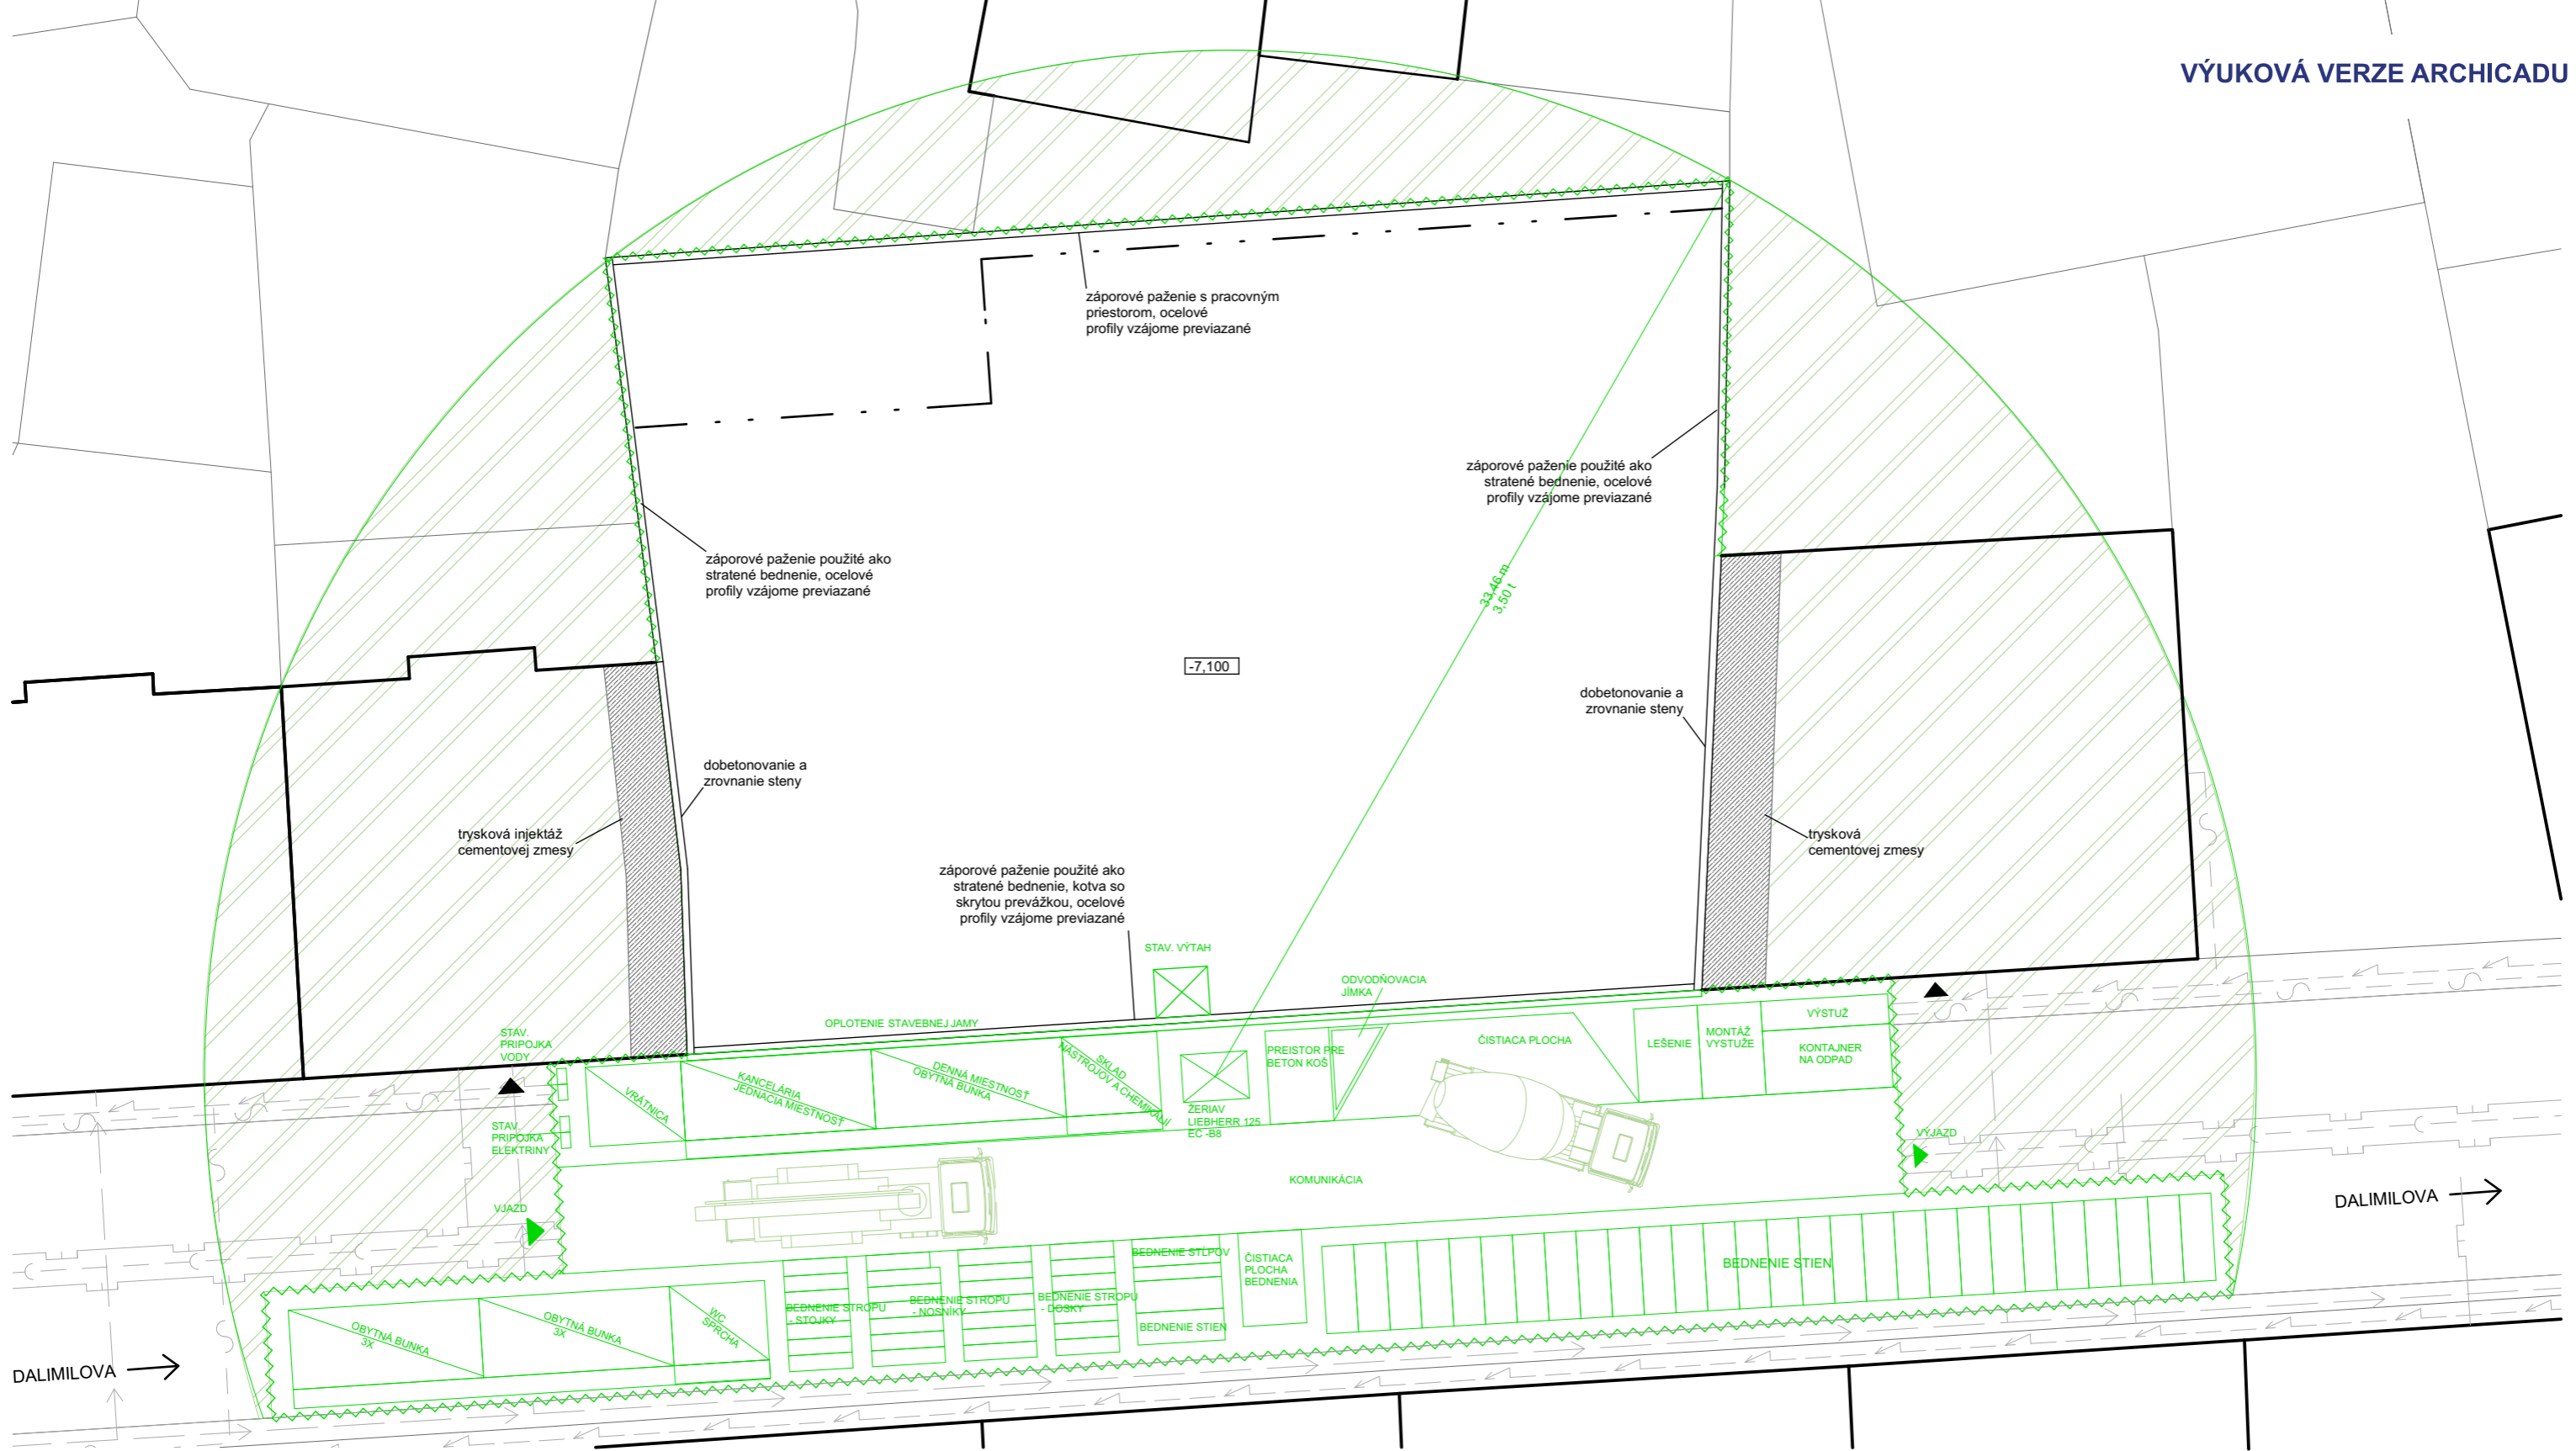 VÝUKOVÁ VERZE ARCHICADU
záporové paženie s pracovným
priestorom, ocelové
profily vzájome previazané
záporové paženie použité ako
stratené bednenie, ocelové
profily vzájome previazané
záporové paženie použité ako
stratené bednenie, ocelové
profily vzájome previazané
33,46 m
3,50 t
-7,100
dobetonovanie a
zrovnanie steny
dobetonovanie a
zrovnanie steny
trysková injektáž
cementovej zmesy
trysková
cementovej zmesy
záporové paženie použité ako
stratené bednenie, kotva so
skrytou prevážkou, ocelové
profily vzájome previazané
STAV. VÝTAH
ODVODŇOVACIA
JÍMKA
OPLOTENIE STAVEBNEJ JAMY
STAV.
PRIPOJKA
VODY
VRÁTNICA
KANCELÁRIA
JEDNACIA MIESTNOSŤ
DENNÁ MIESTNOSŤ
OBYTNÁ BUNKA
SKLAD
NÁSTROJOV A CHEMIKÁLIÍ
ŽERIAV
LIEBHERR 125
EC -B8
PREISTOR PRE
BETON KOŠ
ČISTIACA PLOCHA
LEŠENIE
MONTÁŽ
VYSTUŽE
VÝSTUŽ
KONTAJNER
NA ODPAD
STAV.
PRIPOJKA
ELEKTRINY
VJAZD
KOMUNIKÁCIA
VÝJAZD
DALIMILOVA
OBYTNÁ BUNKA
3X
OBYTNÁ BUNKA
3X
WC
SPRCHA
BEDNENIE STROPU
- STOJKY
BEDNENIE STROPU
- NOSNÍKY
BEDNENIE STROPU
- DOSKY
BEDNENIE STĹPOV
BEDNENIE STIEN
ČISTIACA
PLOCHA
BEDNENIA
BEDNENIE STIEN
DALIMILOVA